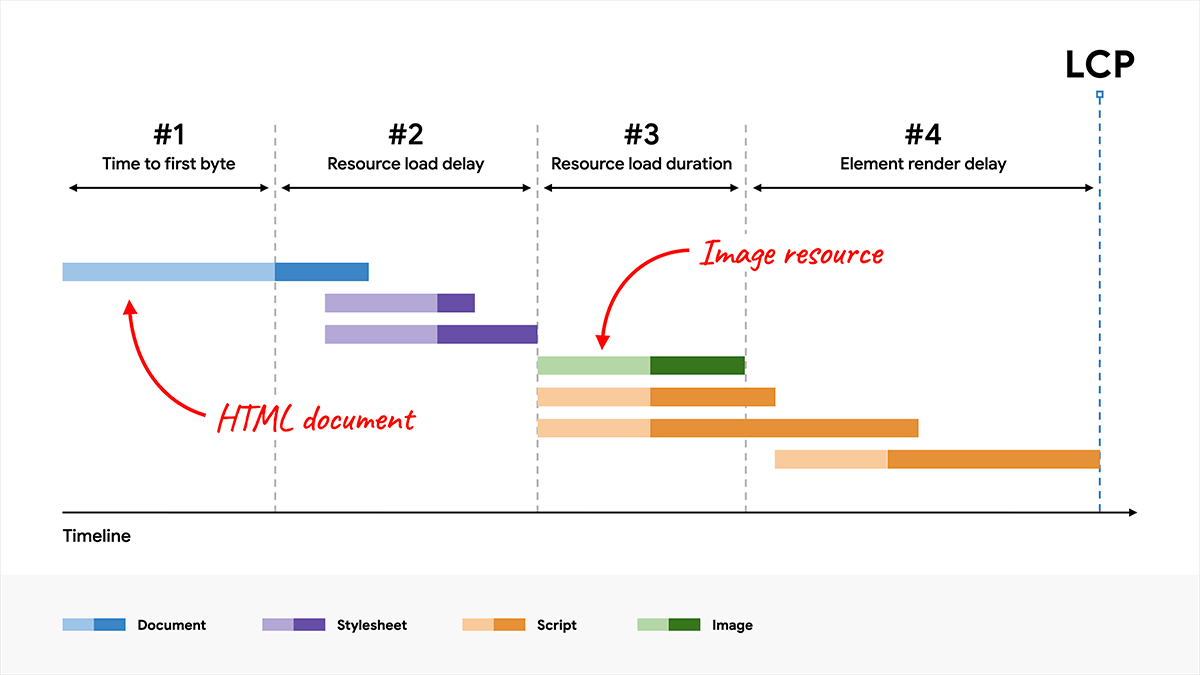 LCP
#1
Time to first byte
#2
Resource load delay
#3
Resource load duration
#4
Element render delay
Image resource
HTML document
Timeline
Document
Stylesheet
Script
Image